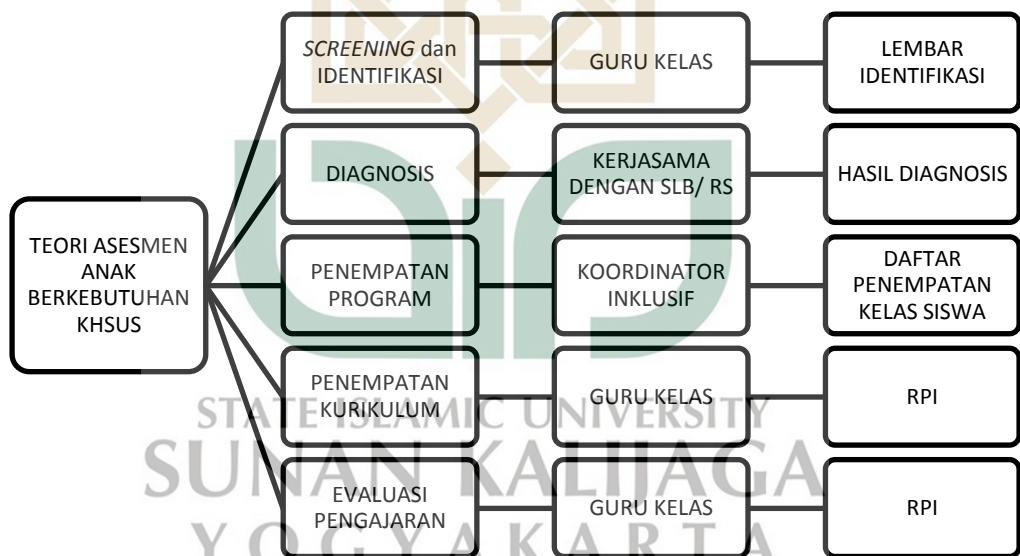 SCREENING dan
IDENTIFIKASI
GURU KELAS
LEMBAR
IDENTIFIKASI
DIAGNOSIS
KERJASAMA
DENGAN SLB/ RS
HASIL DIAGNOSIS
TEORI ASESMEN
ANAK
BERKEBUTUHAN
KHSUS
PENEMPATAN
PROGRAM
KOORDINATOR
INKLUSIF
DAFTAR
PENEMPATAN
KELAS SISWA
PENEMPATAN
KURIKULUM
GURU KELAS
RPI
EVALUASI
PENGAJARAN
GURU KELAS
RPI
STATE ISLAMIC UNIVERSITY
SUNAN KALIJAGA
YOGYAKARTA